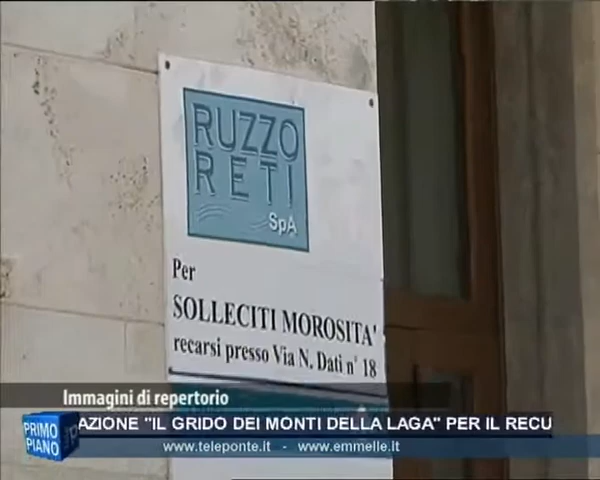 RUZZO
RETI
SpA
Per
SOLLECITI MOROSITA'
recarsi presso Via N. Dati n° 18
Immagini di repertorio
PRIMO
PIANO
AZIONE "IL GRIDO DEI MONTI DELLA LAGA" PER IL RECU
www.teleponte.it - www.emmelle.it